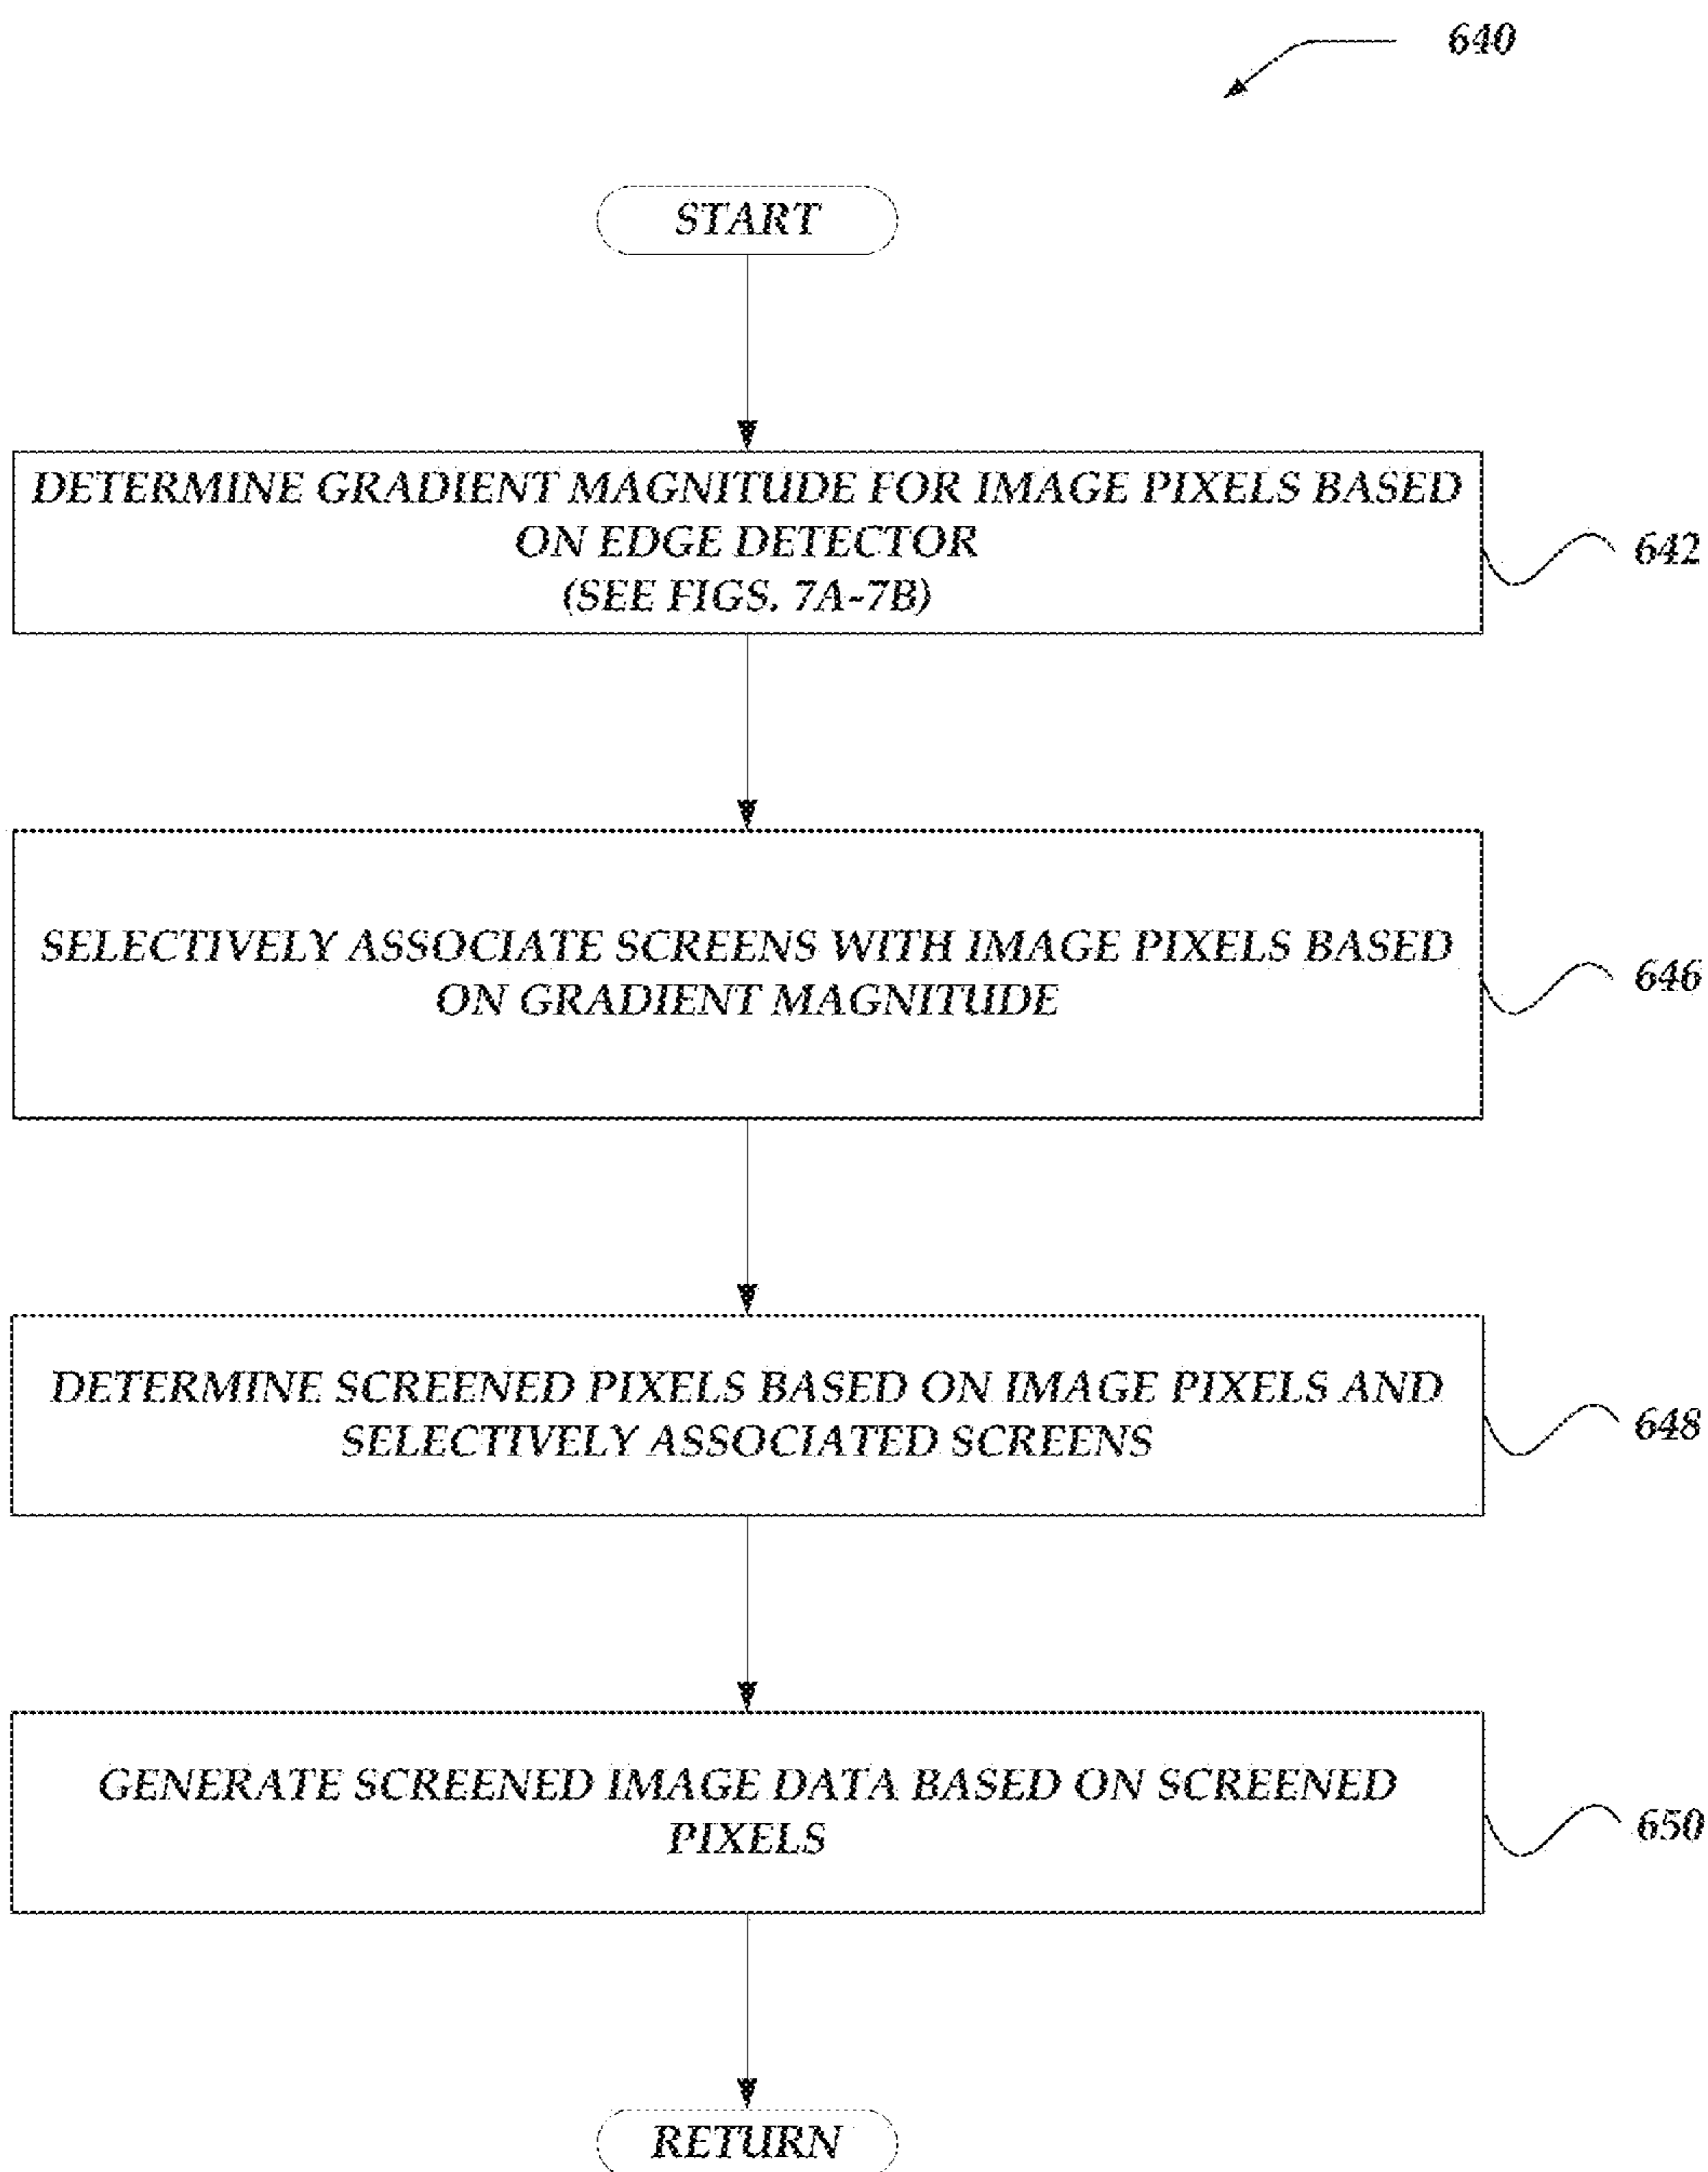 640
START
DETERMINE GRADIENT MAGNITUDE FOR IMAGE PIXELS BASED
ON EDGE DETECTOR
(SEE FIGS. 7A-7B)
642
SELECTIVELY ASSOCIATE SCREENS WITH IMAGE PIXELS BASED
ON GRADIENT MAGNITUDE
646
DETERMINE SCREENED PIXELS BASED ON IMAGE PIXELS AND
SELECTIVELY ASSOCIATED SCREENS
648
GENERATE SCREENED IMAGE DATA BASED ON SCREENED
PIXELS
650
RETURN